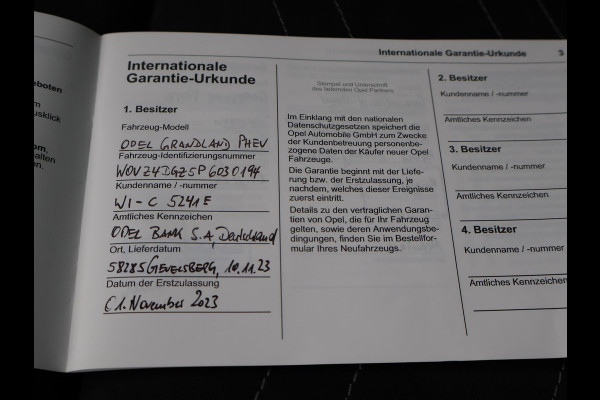 eboten
m
usklick
om,
halten
en.
Internationale Garantie-Urkunde 3
Internationale
Garantie-Urkunde
1. Besitzer
Fahrzeug-Modell
OPEL GRANDLAND PHEV
Fahrzeug-Identifizierungsnummer
Kundenname / -nummer
WI-C 5241E
Amtliches Kennzeichen
OPEL BANK S.A, Deutschland
Ort, Lieferdatum
58285 GEVELSBERG, 10.11.23
Datum der Erstzulassung
November 2023
Stempel und Unterschrift
des liefernden Opel Partners
Im Einklang mit den nationalen
Datenschutzgesetzen speichert die
Opel Automobile GmbH zum Zwecke
der Kundenbetreuung personenbe-
zogene Daten der Käufer neuer Opel
Fahrzeuge.
Die Garantie beginnt mit der Liefe-
rung bzw. der Erstzulassung, je
nachdem, welches dieser Ereignisse
zuerst eintritt.
Details zu den vertraglichen Garan-
tien von Opel, die für Ihr Fahrzeug
gelten, sowie deren Anwendungsbe-
dingungen, finden Sie im Bestellfor-
mular Ihres Neufahrzeugs.
2. Besitzer
Kundenname / -nummer
Amtliches Kennzeichen
3. Besitzer
Kundenname / -nummer
Amtliches Kennzeichen
4. Besitzer
Kundenname / -nummer
Amtliches Kennzeichen